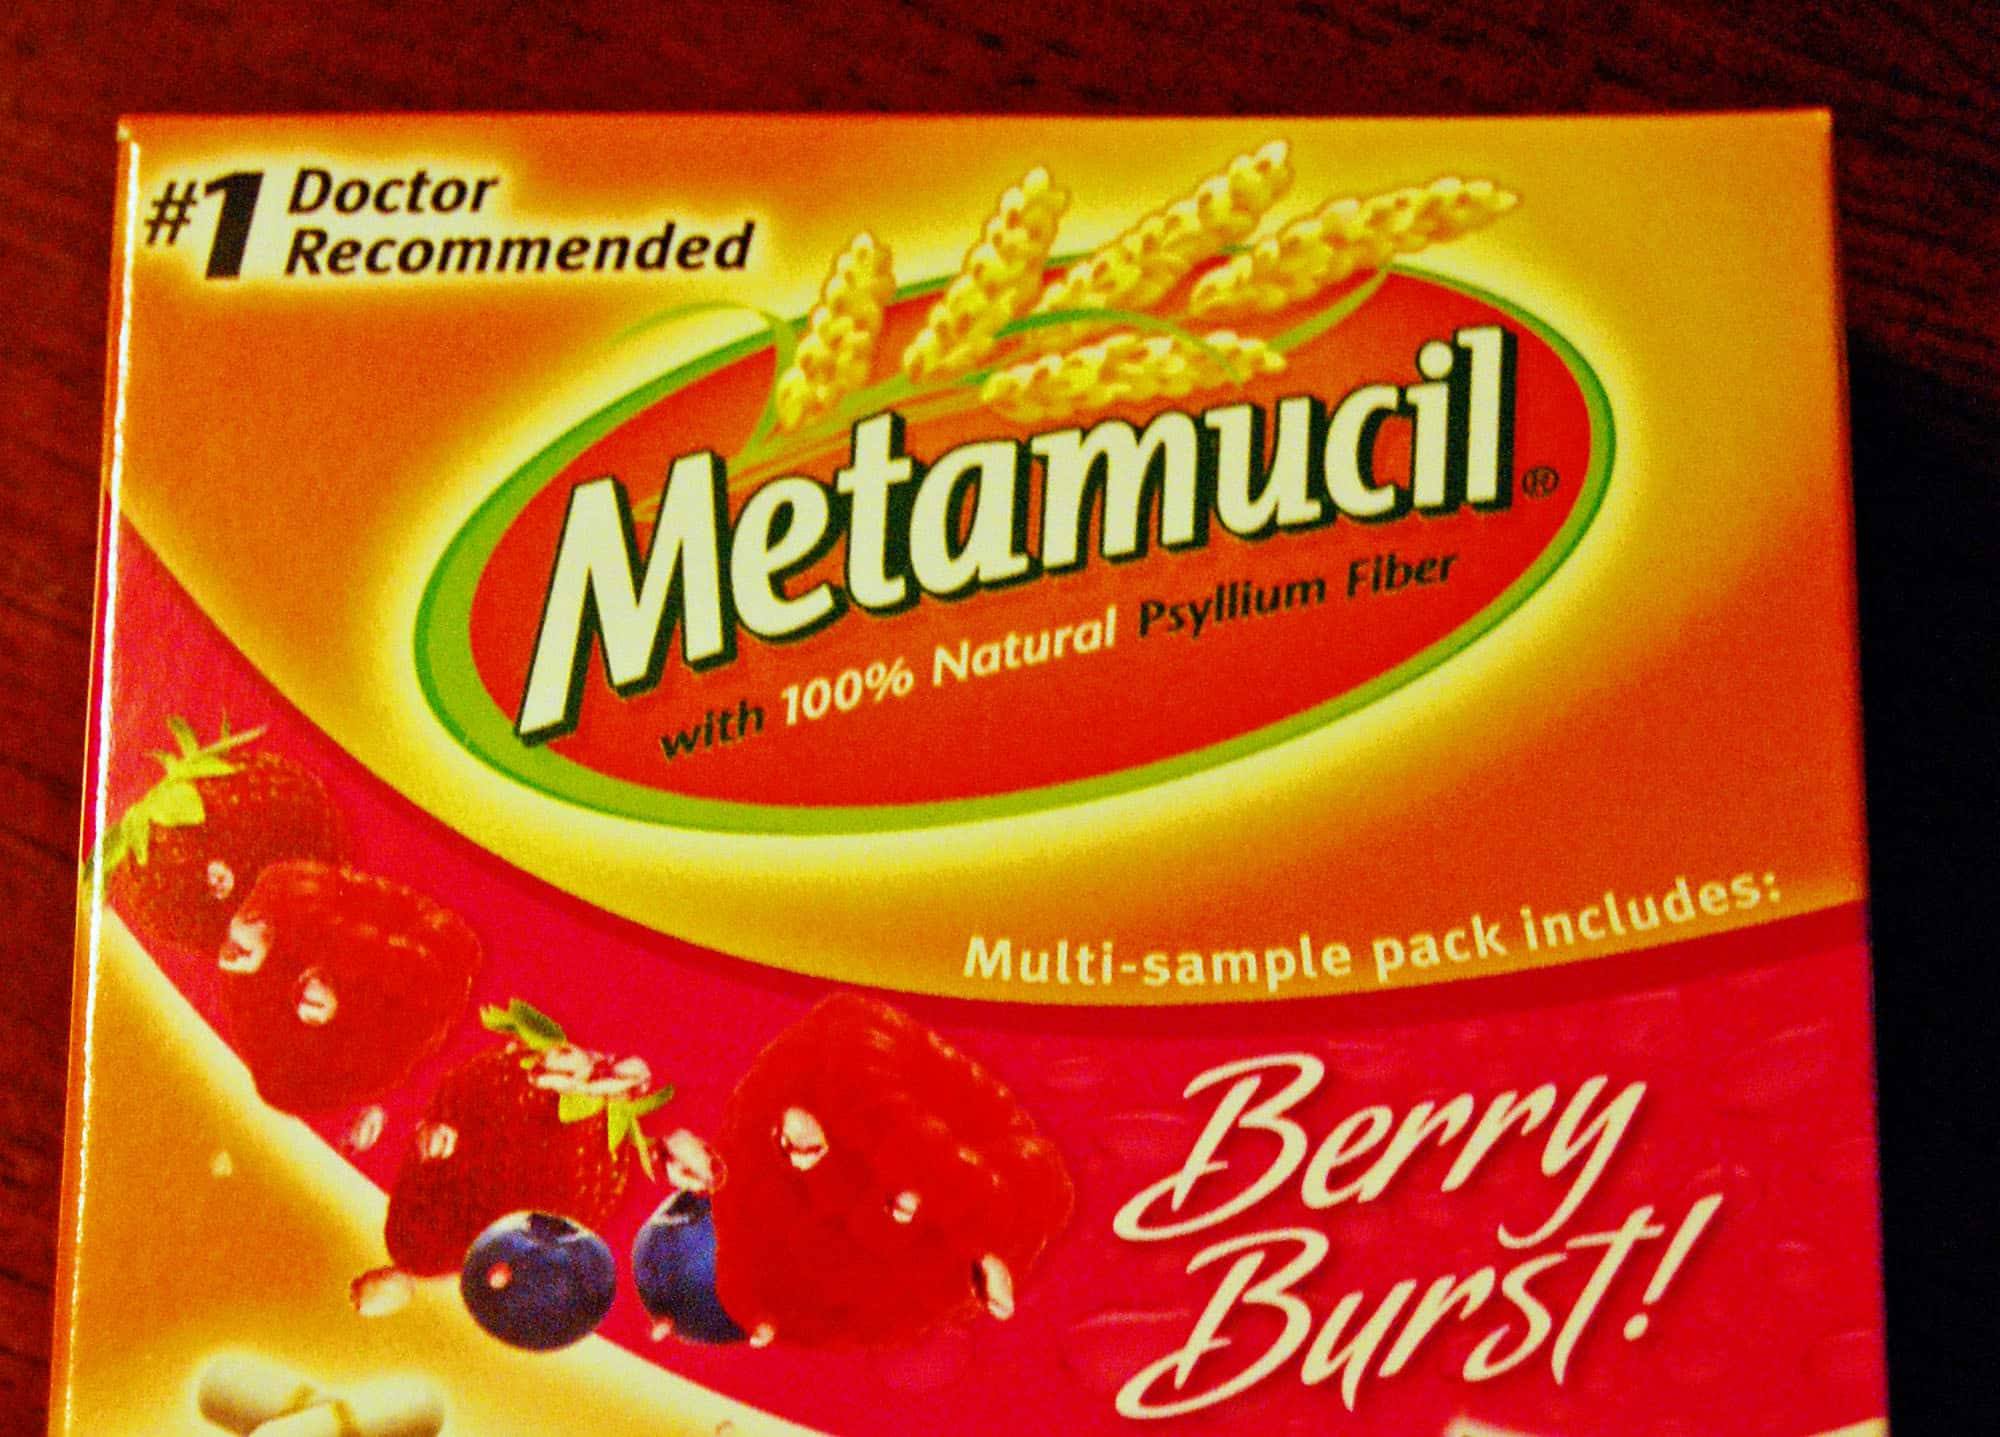 #1 Doctor
Recommended
Metamucil®
with 100% Natural Psyllium Fiber
Multi-sample pack includes:
Berry
Burst!